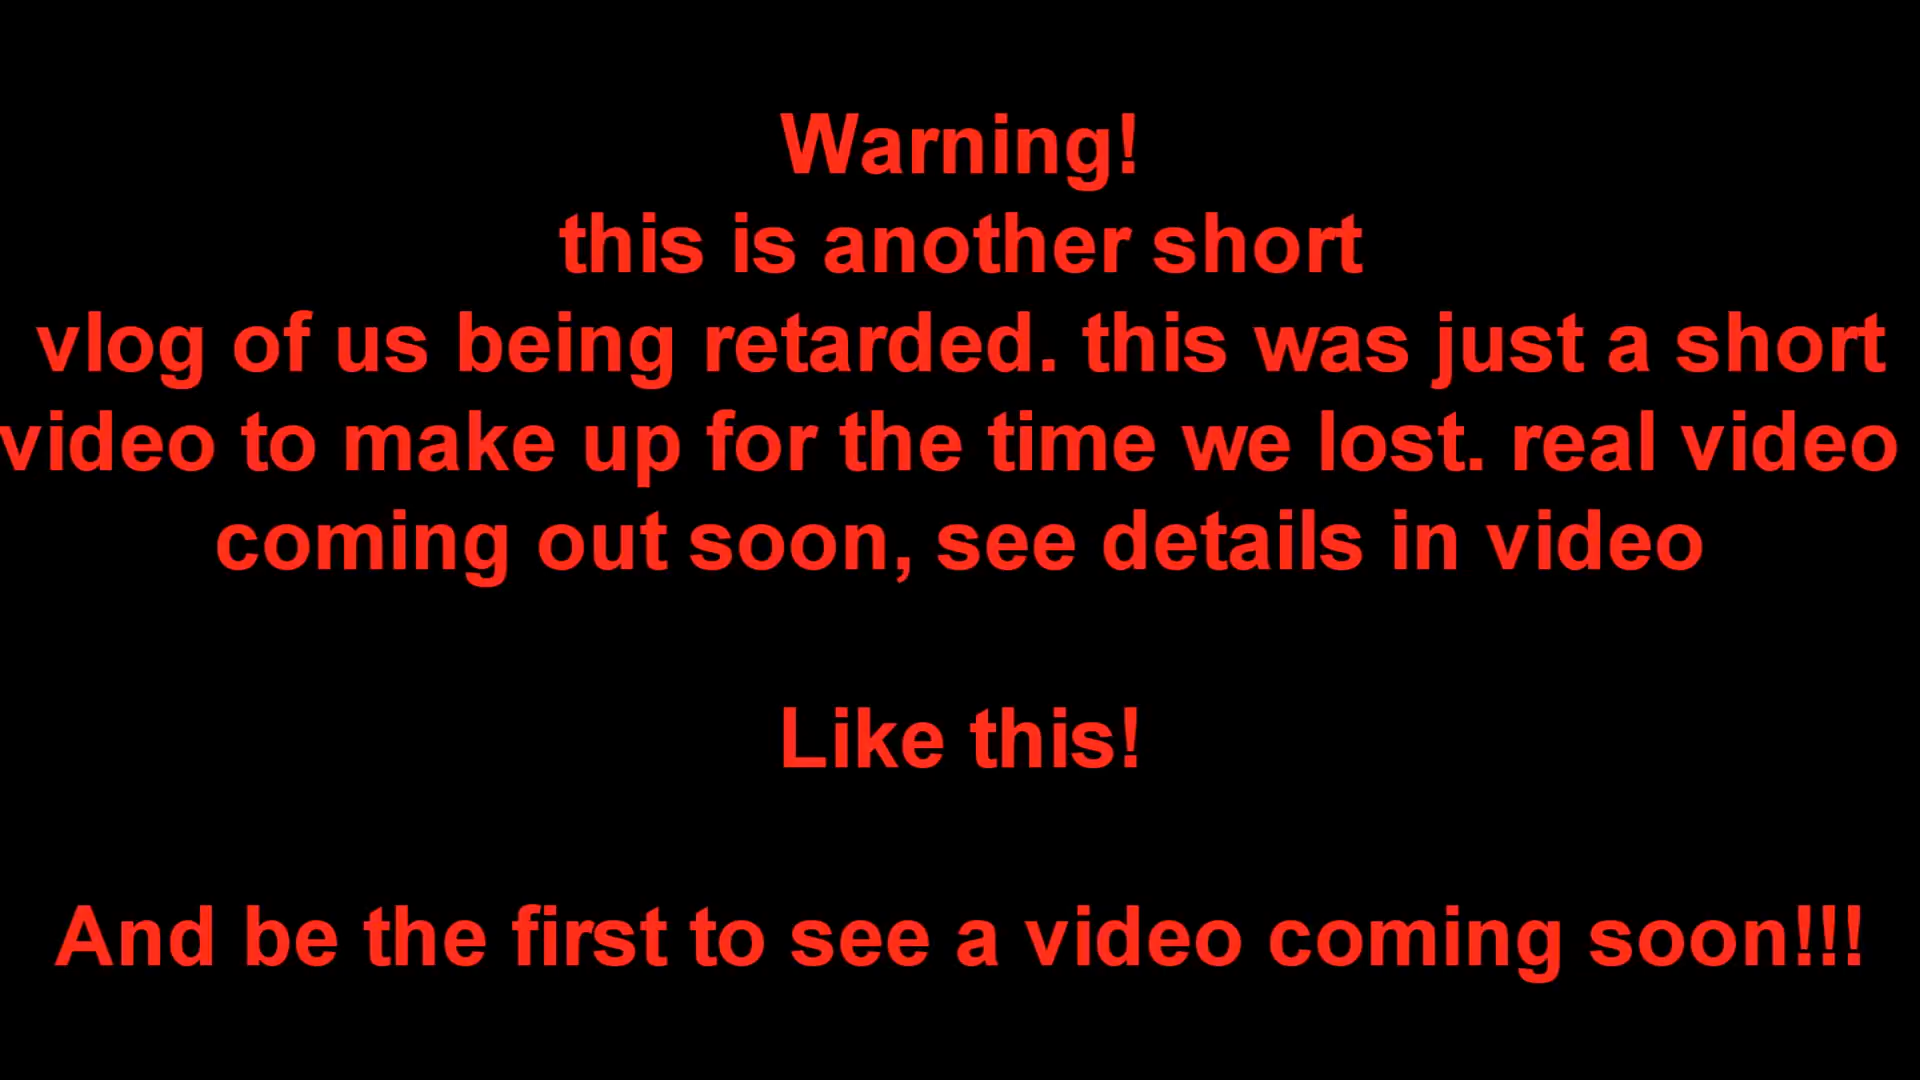 Warning!
this is another short
vlog of us being retarded. this was just a short
video to make up for the time we lost. real video
coming out soon, see details in video
Like this!
And be the first to see a video coming soon!!!